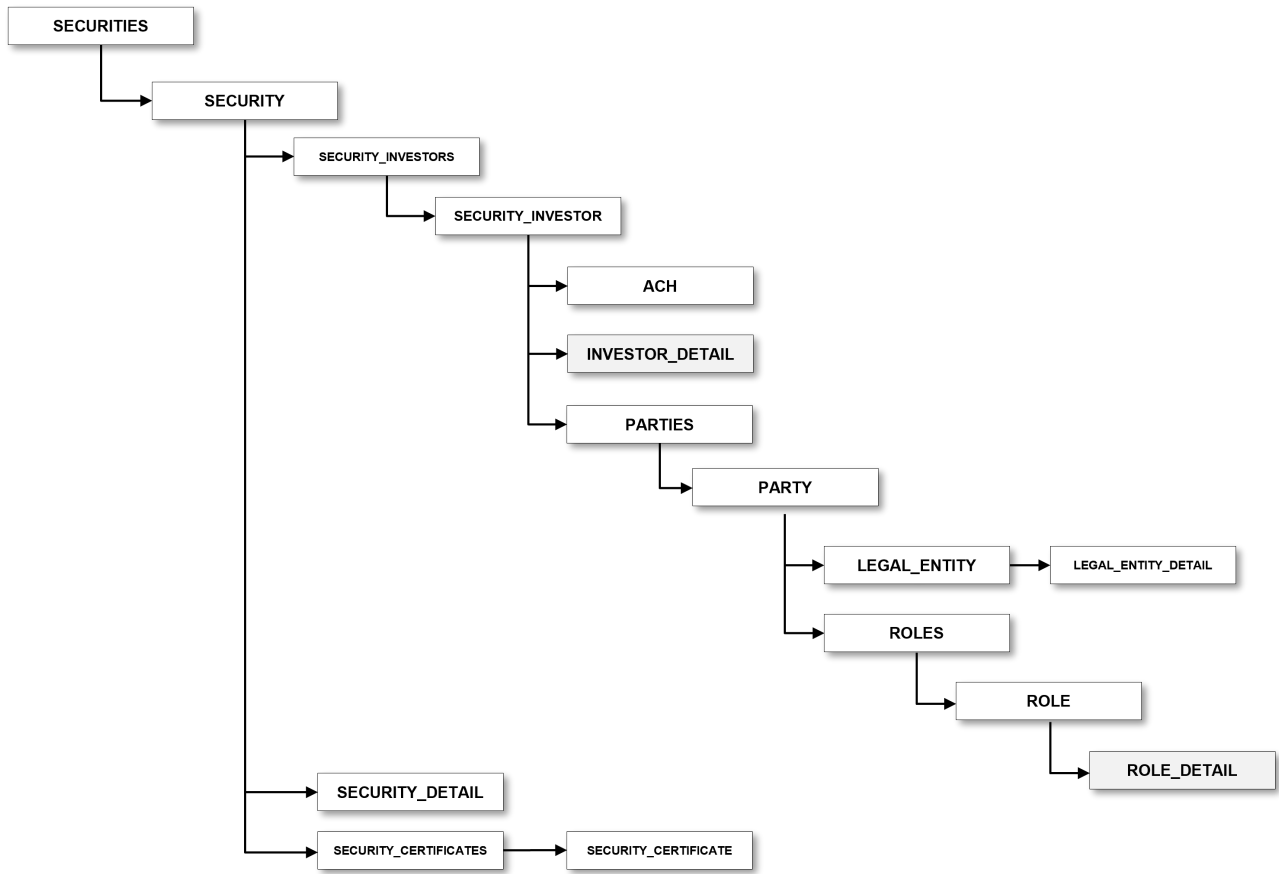 SECURITIES
SECURITY
SECURITY_INVESTORS
SECURITY_INVESTOR
ACH
INVESTOR_DETAIL
PARTIES
PARTY
LEGAL_ENTITY
LEGAL_ENTITY_DETAIL
ROLES
ROLE
ROLE_DETAIL
SECURITY_DETAIL
SECURITY_CERTIFICATES
SECURITY_CERTIFICATE